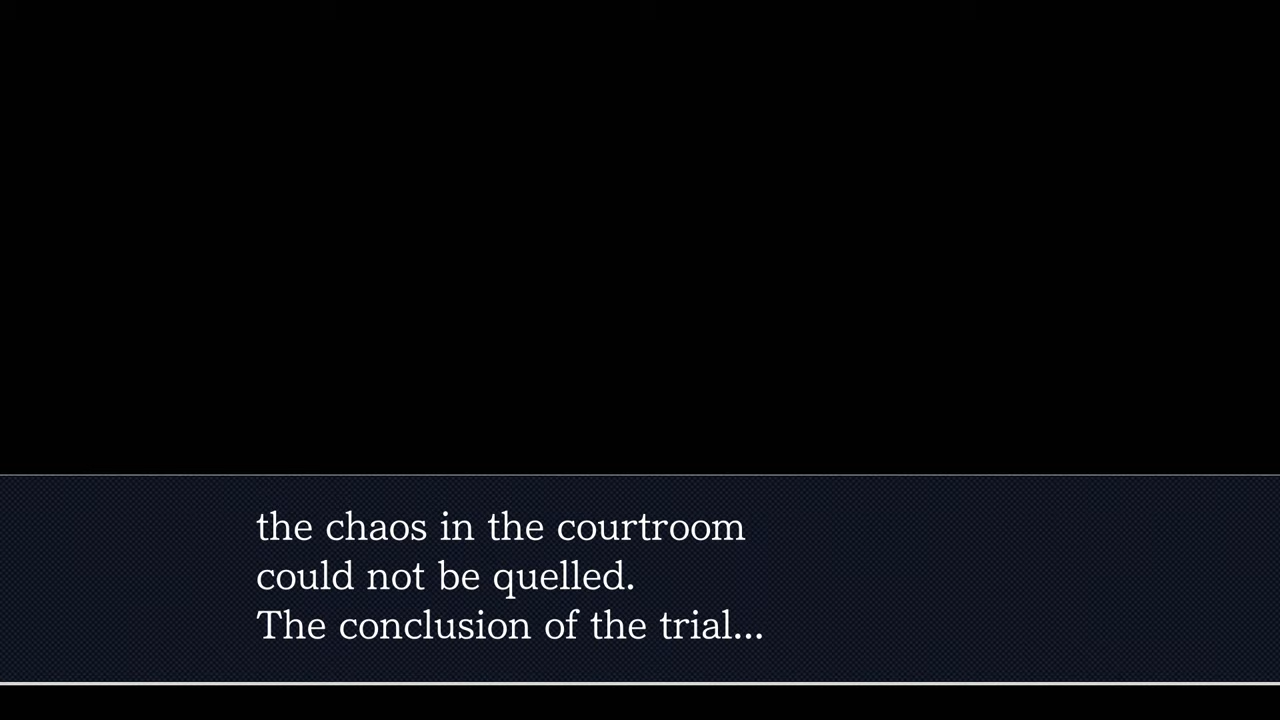 the chaos in the courtroom
could not be quelled.
The conclusion of the trial...